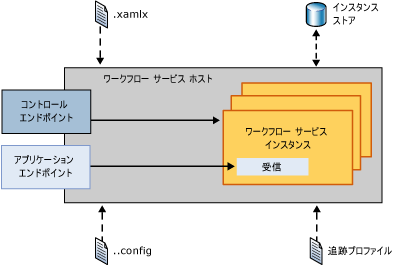 .xamlx
インスタンス
ストア
ワークフロー サービス ホスト
コントロール
エンドポイント
ワークフロー サービス
インスタンス
アプリケーション
エンドポイント
受信
..config
追跡プロファイル